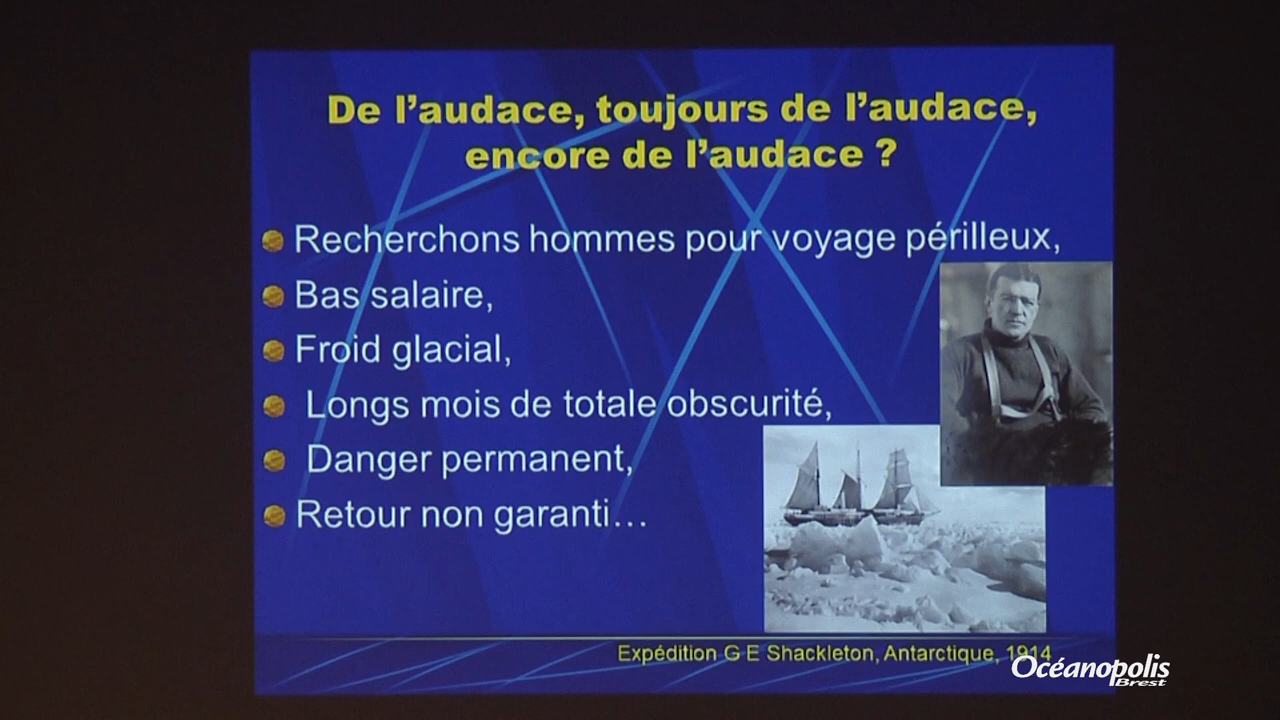 De l’audace, toujours de l’audace,
encore de l’audace ?
Recherchons hommes pour voyage périlleux,
Bas salaire,
Froid glacial,
Longs mois de totale obscurité,
Danger permanent,
Retour non garanti…
Expédition G E Shackleton, Antarctique, 1914
Océanopolis
Brest